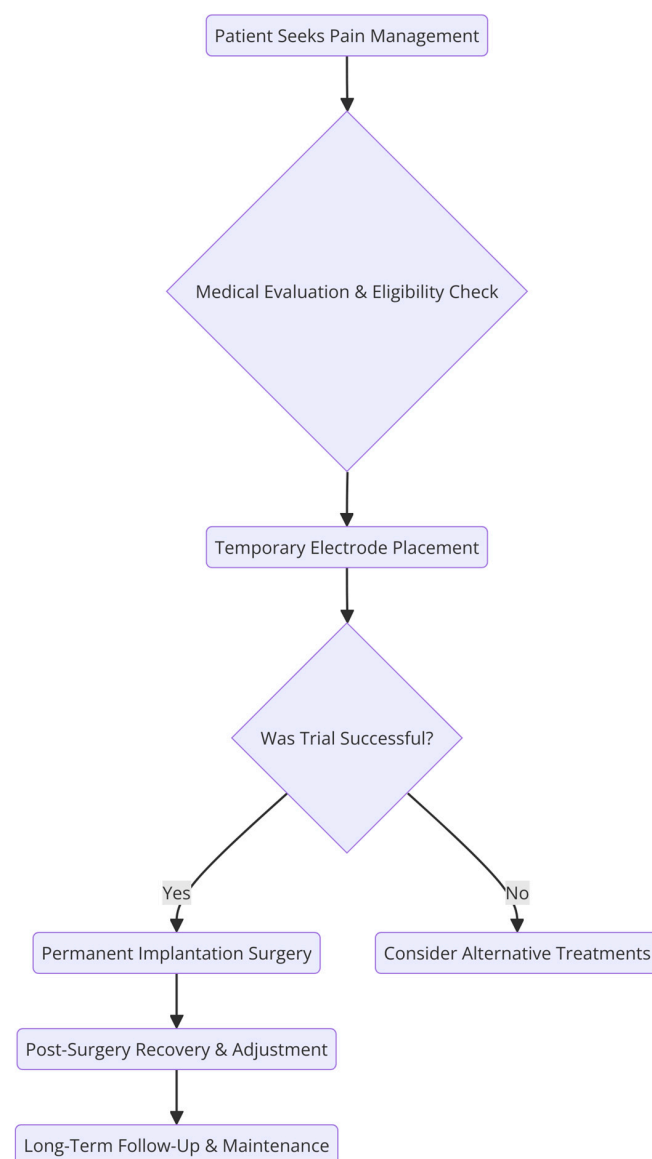 Patient Seeks Pain Management
Medical Evaluation & Eligibility Check
Temporary Electrode Placement
Was Trial Successful?
Yes
No
Permanent Implantation Surgery
Consider Alternative Treatments
Post-Surgery Recovery & Adjustment
Long-Term Follow-Up & Maintenance